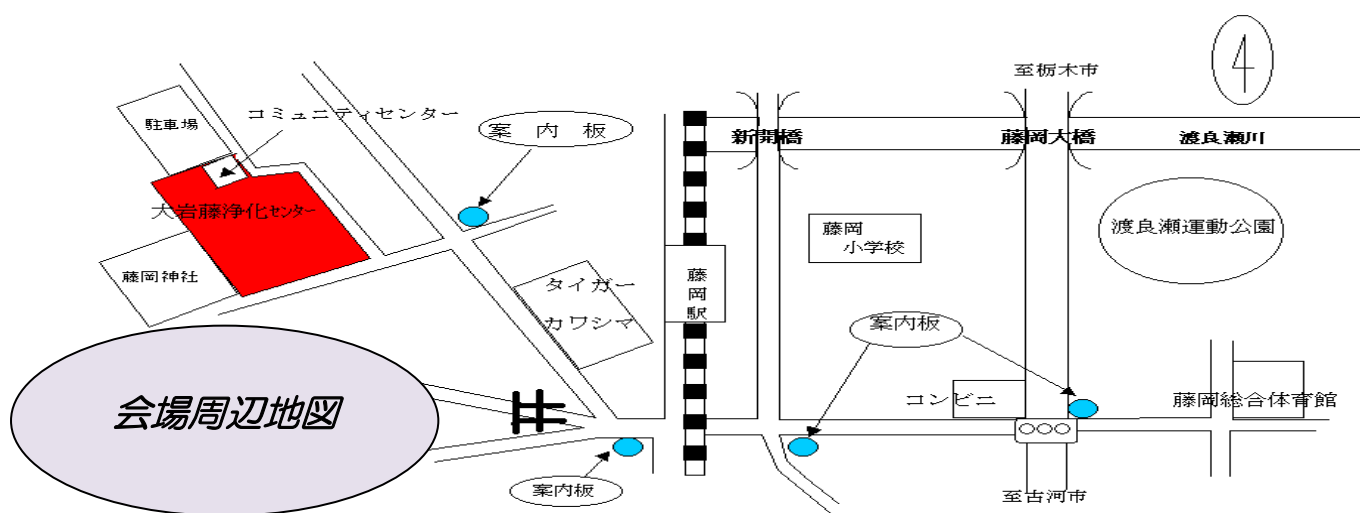 ④
至栃木市
コミュニティセンター
駐車場
案 内 板
新開橋
藤岡大橋
渡良瀬川
大岩藤浄化センター
藤岡
小学校
渡良瀬運動公園
藤岡神社
藤岡駅
タイガー
カワシマ
案内板
会場周辺地図
コンビニ
藤岡総合体育館
案内板
至古河市